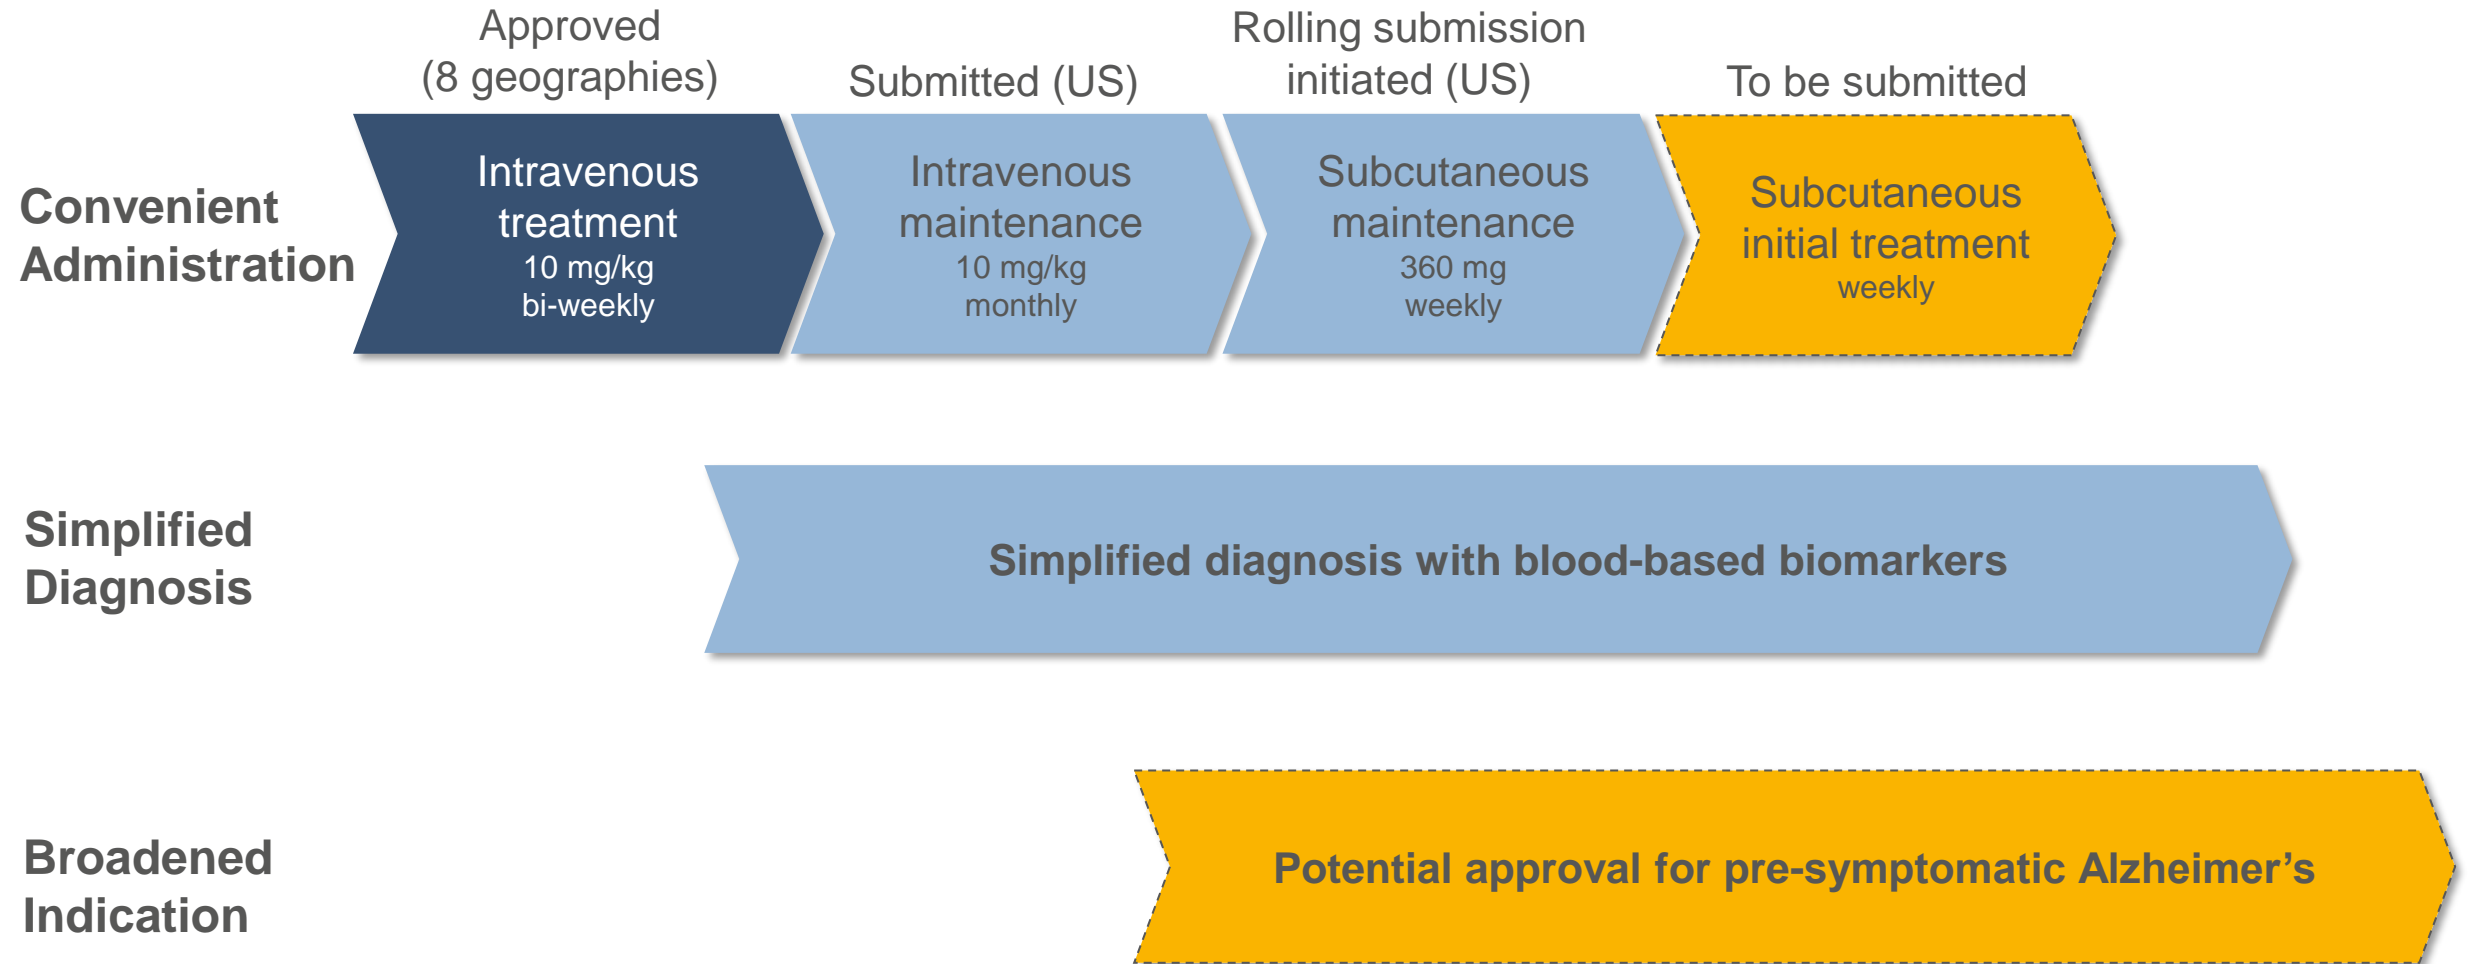 Approved
(8 geographies)
Submitted (US)
Rolling submission
initiated (US)
To be submitted
Convenient
Administration
Intravenous
treatment
10 mg/kg
bi-weekly
Intravenous
maintenance
10 mg/kg
monthly
Subcutaneous
maintenance
360 mg
weekly
Subcutaneous
initial treatment
weekly
Simplified
Diagnosis
Simplified diagnosis with blood-based biomarkers
Broadened
Indication
Potential approval for pre-symptomatic Alzheimer’s